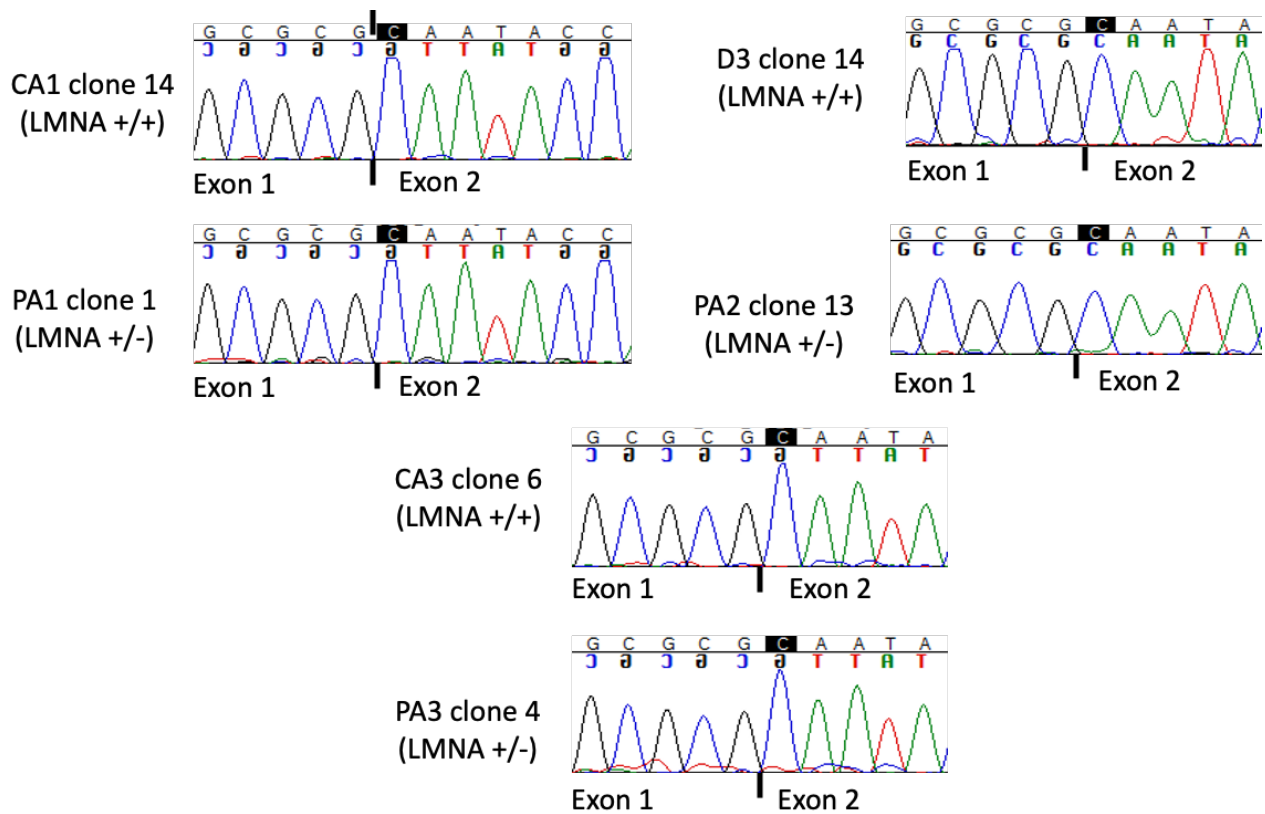 G C G C G C A A T A C C
C G C G C G T T A T G G
CA1 clone 14
(LMNA +/+)
Exon 1 Exon 2
G C G C G C A A T A
G C G C G C A A T A
D3 clone 14
(LMNA +/+)
Exon 1 Exon 2
G C G C G C A A T A C C
C G C G C G T T A T G G
PA1 clone 1
(LMNA +/-)
Exon 1 Exon 2
G C G C G C A A T A
G C G C G C A A T A
PA2 clone 13
(LMNA +/-)
Exon 1 Exon 2
G C G C G C A A T A
C G C G C G T T A T
CA3 clone 6
(LMNA +/+)
Exon 1 Exon 2
G C G C G C A A T A
C G C G C G T T A T
PA3 clone 4
(LMNA +/-)
Exon 1 Exon 2